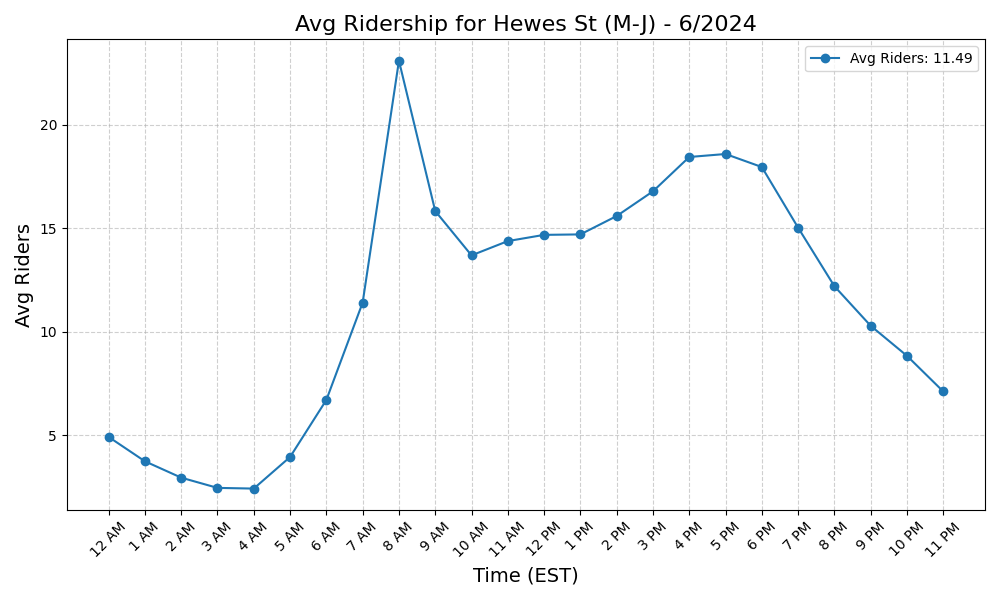 Avg Ridership for Hewes St (M-J) - 6/2024
Avg Riders: 11.49
Avg Riders
20
15
10
5
12 AM
1 AM
2 AM
3 AM
4 AM
5 AM
6 AM
7 AM
8 AM
9 AM
10 AM
11 AM
12 PM
1 PM
2 PM
3 PM
4 PM
5 PM
6 PM
7 PM
8 PM
9 PM
10 PM
11 PM
Time (EST)